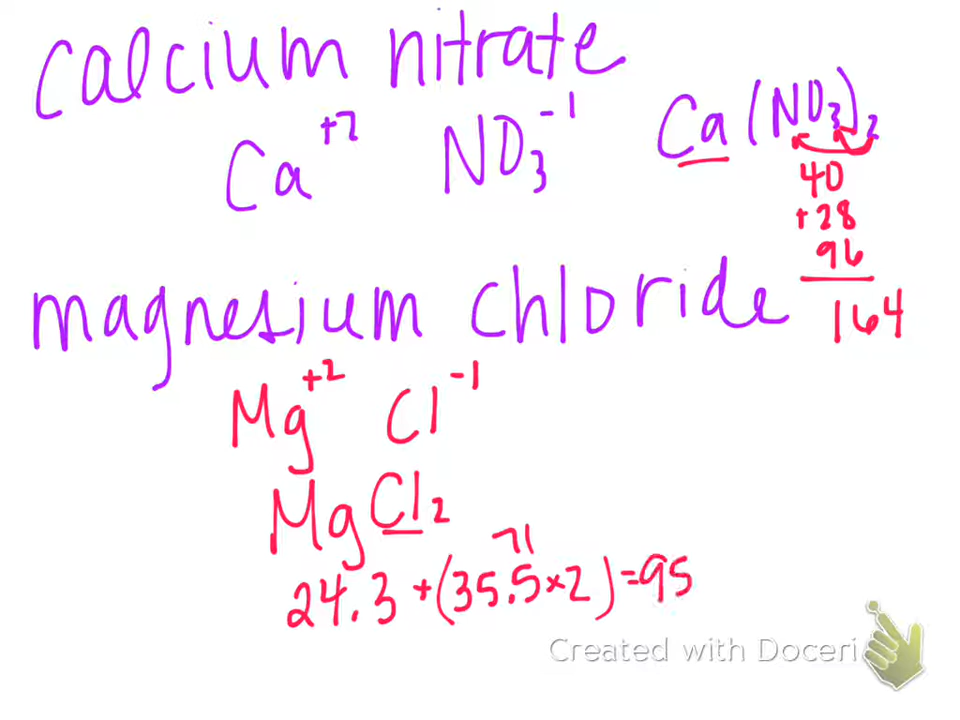 calcium nitrate
Ca+2 NO3-1 Ca(NO3)2
40
+28
96
164
magnesium chloride
Mg+2 Cl-1
MgCl2
71
24.3+(35.5×2)=95
Created with Doceri